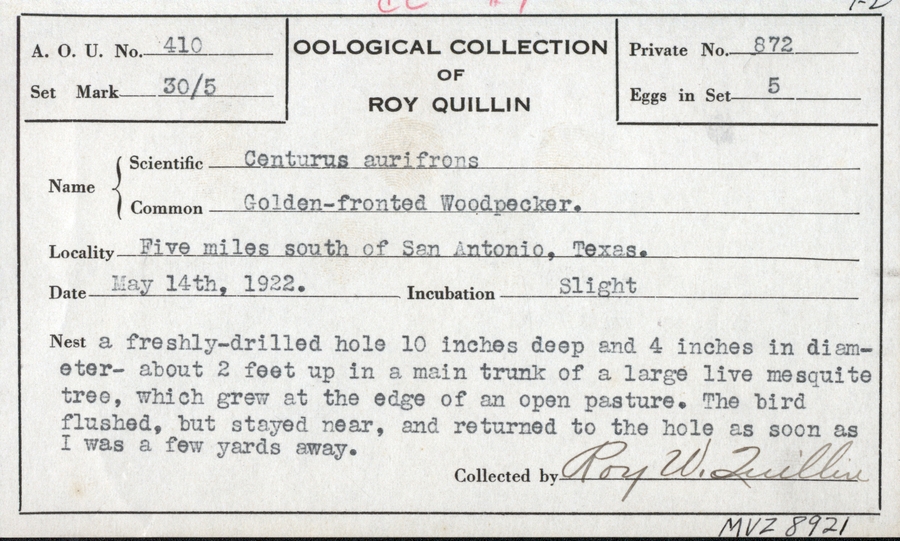 A. O. U. No. 410
Set Mark 30/5
OOLOGICAL COLLECTION
OF
ROY QUILLIN
Private No. 872
Eggs in Set 5
Name
Scientific Centurus aurifrons
Common Golden-fronted Woodpecker.
Locality Five miles south of San Antonio, Texas.
Date May 14th, 1922. Incubation Slight
Nest a freshly-drilled hole 10 inches deep and 4 inches in diam-
eter- about 2 feet up in a main trunk of a large live mesquite
tree, which grew at the edge of an open pasture. The bird
flushed, but stayed near, and returned to the hole as soon as
I was a few yards away.
Collected by Roy W. Quillin
MVZ 8921